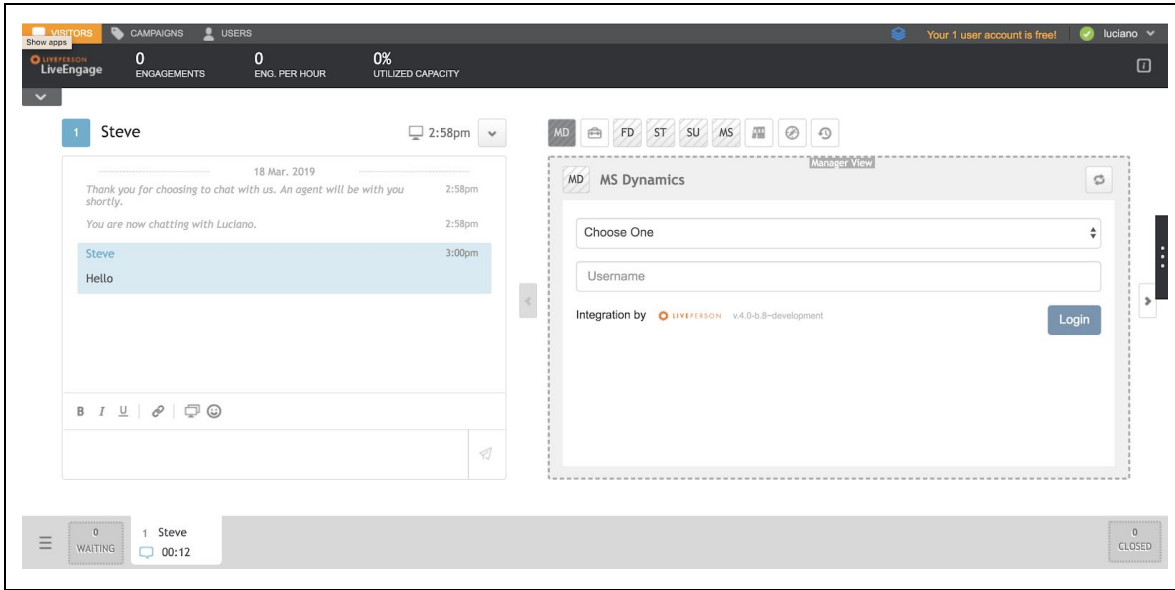 VISITORS
CAMPAIGNS
USERS
Your 1 user account is free!
luciano
Show apps
LIVEPERSON
LiveEngage
0
ENGAGEMENTS
0
ENG. PER HOUR
0%
UTILIZED CAPACITY
1
Steve
2:58pm
18 Mar. 2019
Thank you for choosing to chat with us. An agent will be with you 2:58pm
shortly.
You are now chatting with Luciano. 2:58pm
Steve 3:00pm
Hello
B I U
MD FD ST SU MS
Manager View
MD MS Dynamics
Choose One
Username
Integration by LIVEPERSON v.4.0-b.8~development
Login
0
WAITING
1 Steve
00:12
0
CLOSED